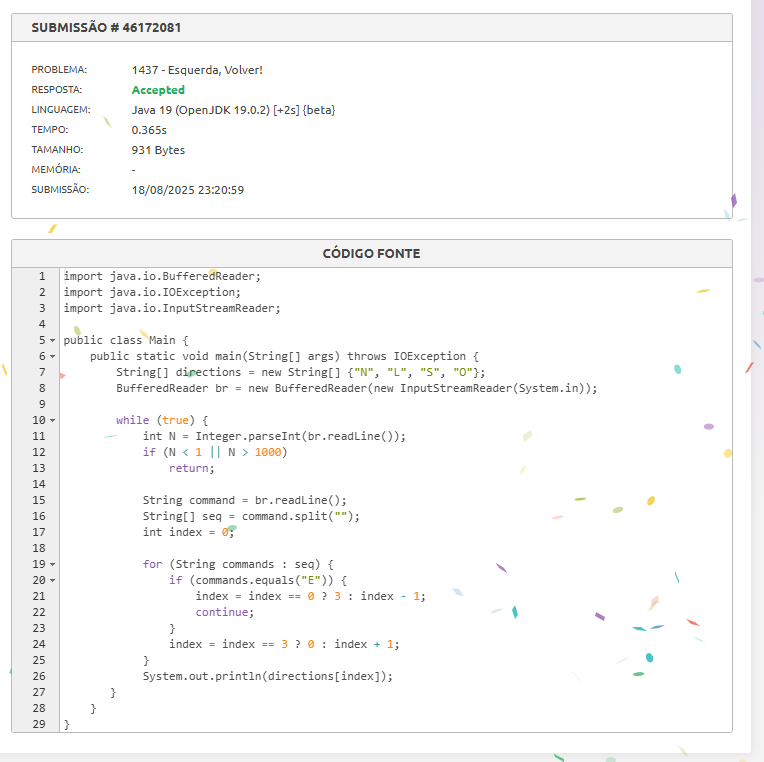 SUBMISSÃO # 46172081
PROBLEMA: 1437 - Esquerda, Volver!
RESPOSTA: Accepted
LINGUAGEM: Java 19 (OpenJDK 19.0.2) [+2s] {beta}
TEMPO: 0.365s
TAMANHO: 931 Bytes
MEMÓRIA: -
SUBMISSÃO: 18/08/2025 23:20:59
CÓDIGO FONTE
1 import java.io.BufferedReader;
2 import java.io.IOException;
3 import java.io.InputStreamReader;
4
5 public class Main {
6     public static void main(String[] args) throws IOException {
7         String[] directions = new String[] {"N", "L", "S", "O"};
8         BufferedReader br = new BufferedReader(new InputStreamReader(System.in));
9
10         while (true) {
11             int N = Integer.parseInt(br.readLine());
12             if (N < 1 || N > 1000)
13                 return;
14
15             String command = br.readLine();
16             String[] seq = command.split("");
17             int index = 0;
18
19             for (String commands : seq) {
20                 if (commands.equals("E")) {
21                     index = index == 0 ? 3 : index - 1;
22                     continue;
23                 }
24                 index = index == 3 ? 0 : index + 1;
25             }
26             System.out.println(directions[index]);
27         }
28     }
29 }